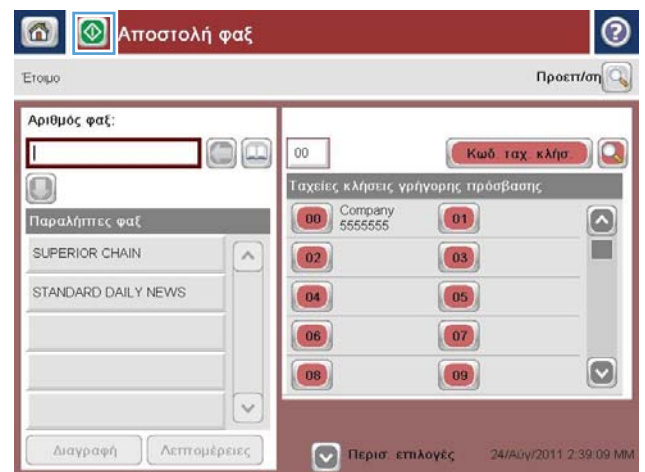 Αποστολή φαξ
Έτοιμο
Προεπ/ση
Αριθμός φαξ:
00
Κωδ. ταχ. κλήσ.
Ταχείες κλήσεις γρήγορης πρόσβασης
Παραλήπτες φαξ
SUPERIOR CHAIN
STANDARD DAILY NEWS
00 Company 5555555
01
02
03
04
05
06
07
08
09
Διαγραφή
Λεπτομέρειες
Περισ. επιλογές
24/Αύγ/2011 2:39:09 ΜΜ